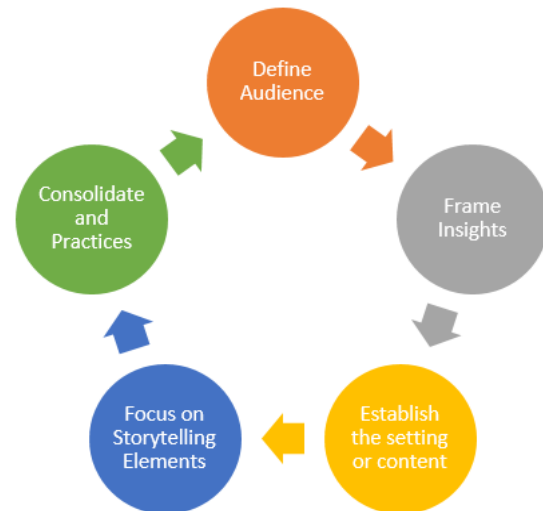 Define
Audience
Frame
Insights
Establish
the setting
or content
Focus on
Storytelling
Elements
Consolidate
and
Practices